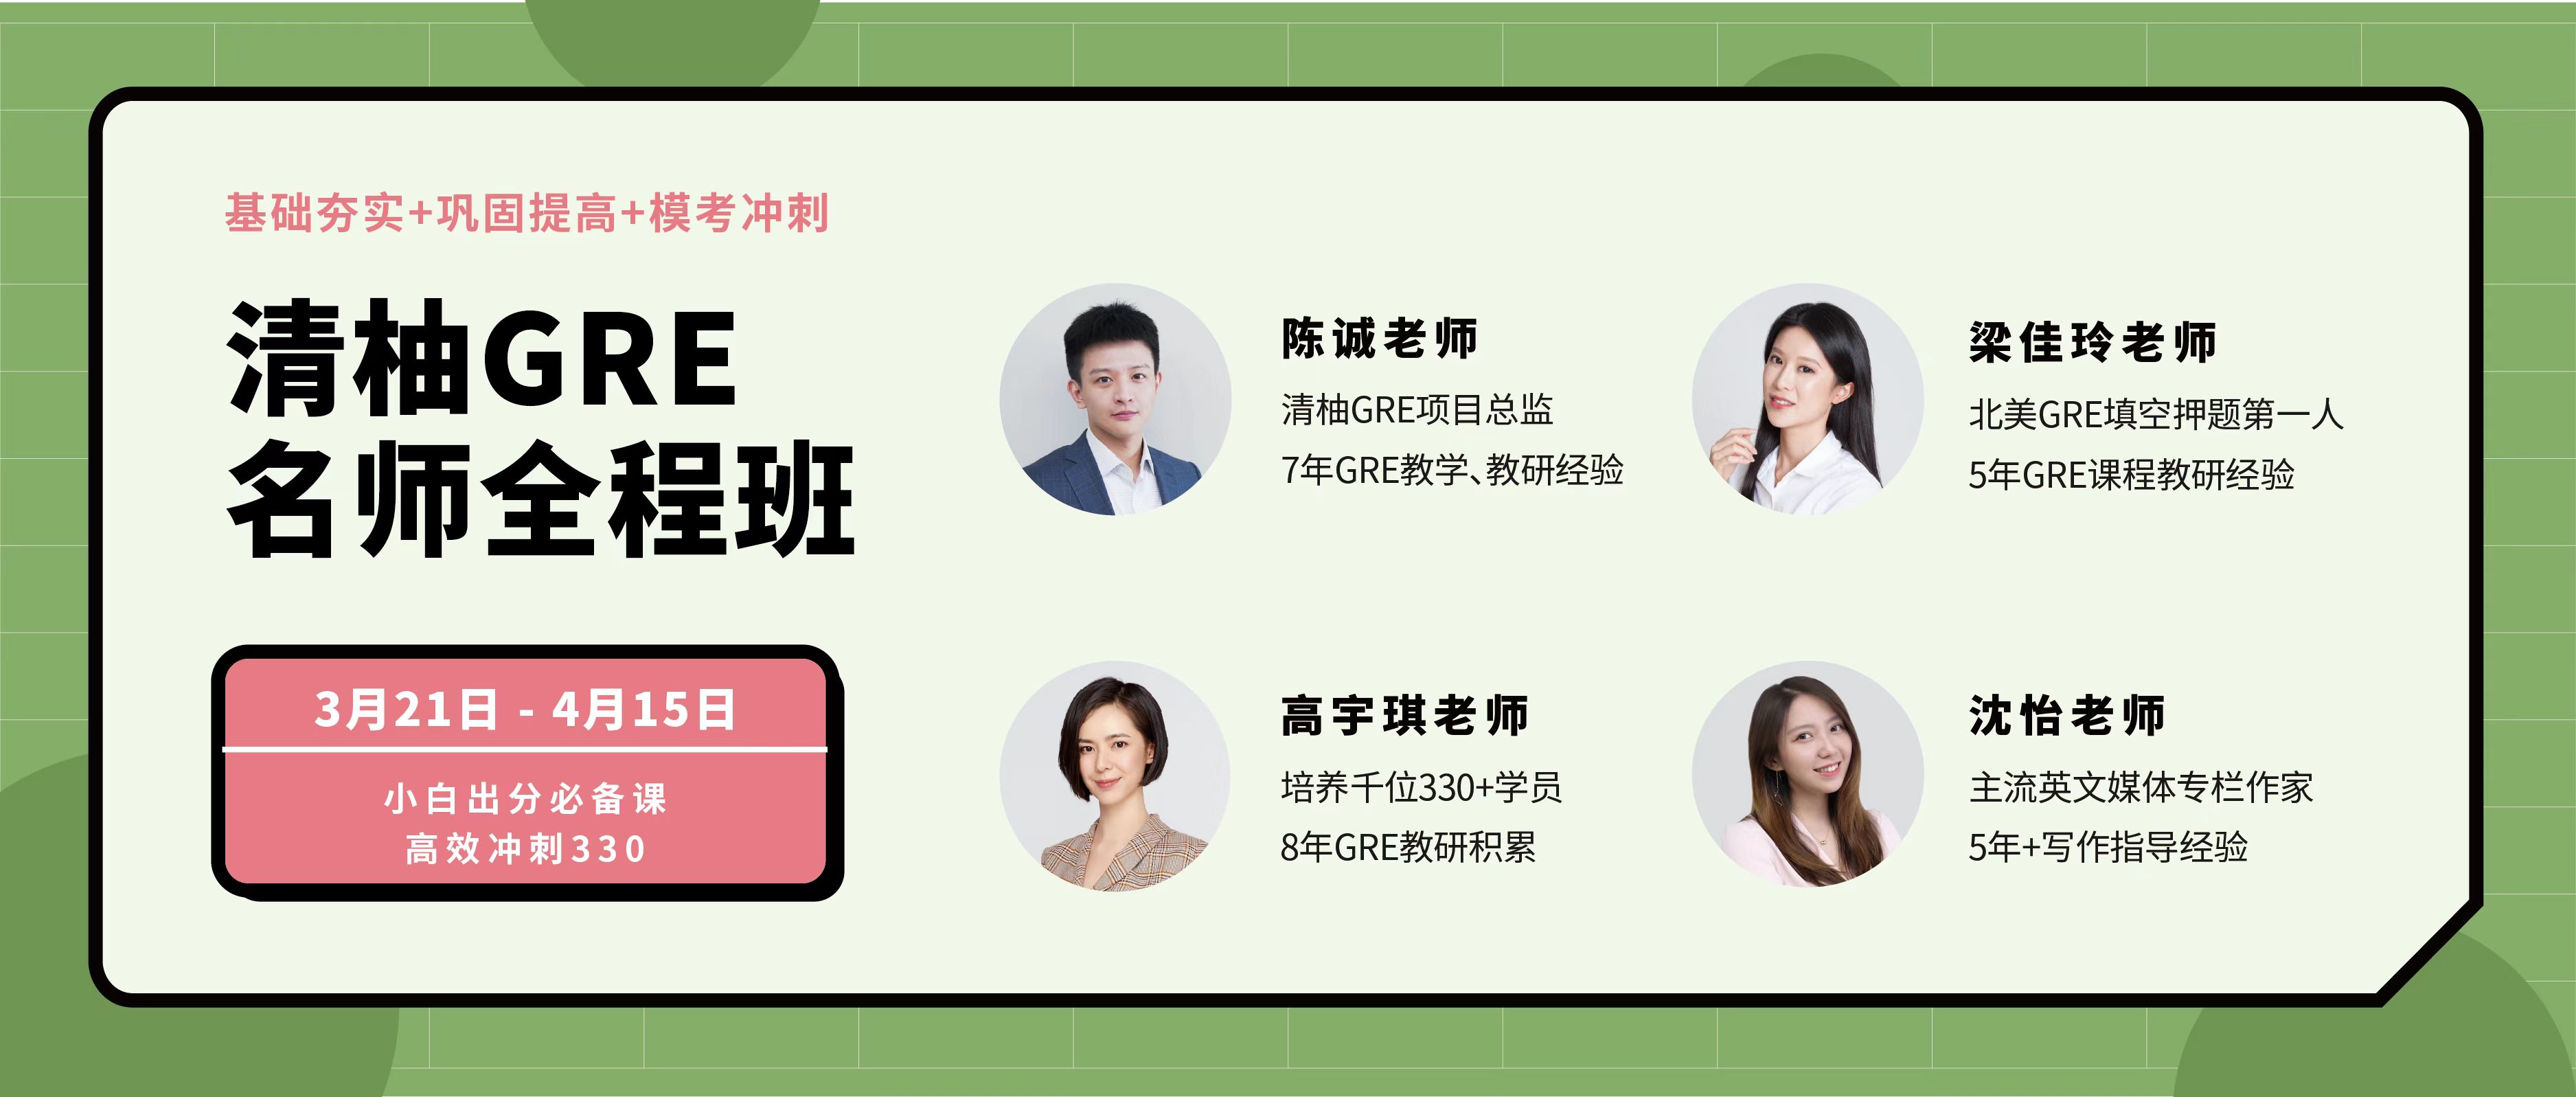 基础夯实+巩固提高+模考冲刺
清柚GRE
名师全程班
3月21日 - 4月15日
小白出分必备课
高效冲刺330
陈诚老师
清柚GRE项目总监
7年GRE教学、教研经验
梁佳玲老师
北美GRE填空押题第一人
5年GRE课程教研经验
高宇琪老师
培养千位330+学员
8年GRE教研积累
沈怡老师
主流英文媒体专栏作家
5年+写作指导经验